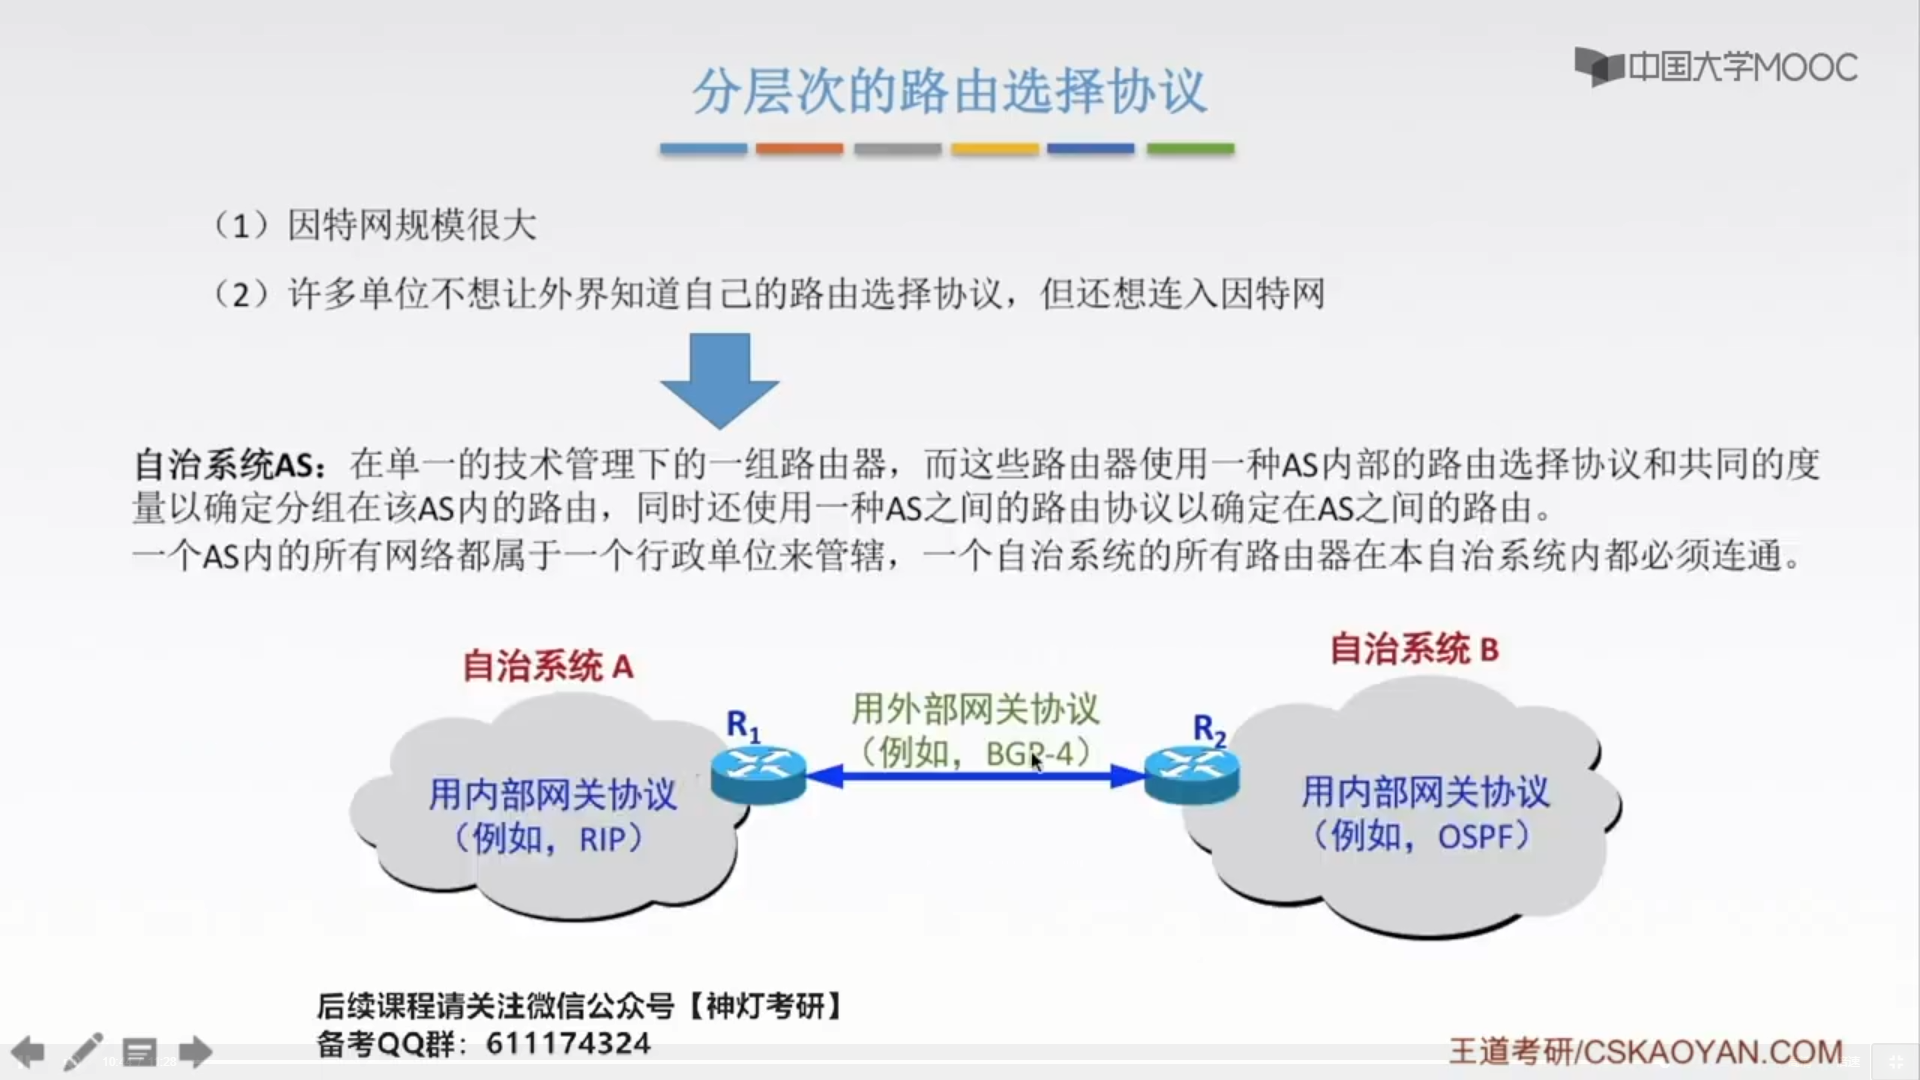 中国大学MOOC
分层次的路由选择协议
（1）因特网规模很大
（2）许多单位不想让外界知道自己的路由选择协议，但还想连入因特网
自治系统AS：在单一的技术管理下的一组路由器，而这些路由器使用一种AS内部的路由选择协议和共同的度
量以确定分组在该AS内的路由，同时还使用一种AS之间的路由协议以确定在AS之间的路由。
一个AS内的所有网络都属于一个行政单位来管辖，一个自治系统的所有路由器在本自治系统内都必须连通。
自治系统 A
自治系统 B
R1
用外部网关协议
（例如，BGP-4）
R2
用内部网关协议
（例如，RIP）
用内部网关协议
（例如，OSPF）
后续课程请关注微信公众号【神灯考研】
备考QQ群：611174324
王道考研/CSKAOYAN.COM